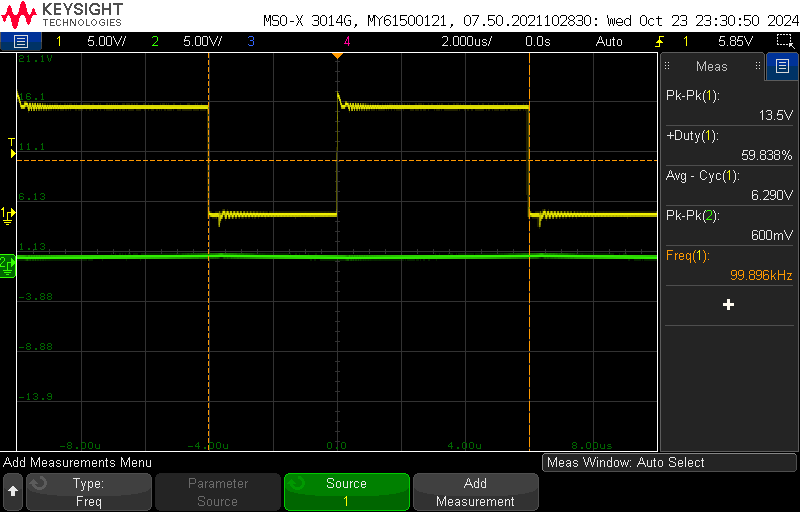 KEYSIGHT
TECHNOLOGIES
MSO-X 3014G, MY61500121, 07.50.2021102830: Wed Oct 23 23:30:50 2024
1 5.00V/ 2 5.00V/ 3 4 2.000us/ 0.0s Auto 1 5.85V
21.1V
16.1
11.1
6.13
1.13
-3.88
-8.88
-13.9
T
1
2
-8.00u -4.00u 0.0 4.00u 8.00us
Meas
Pk-Pk(1):
13.5V
+Duty(1):
59.838%
Avg - Cyc(1):
6.290V
Pk-Pk(2):
600mV
Freq(1):
99.896kHz
Add Measurements Menu
Meas Window: Auto Select
Type:
Freq
Parameter
Source
Source
1
Add
Measurement